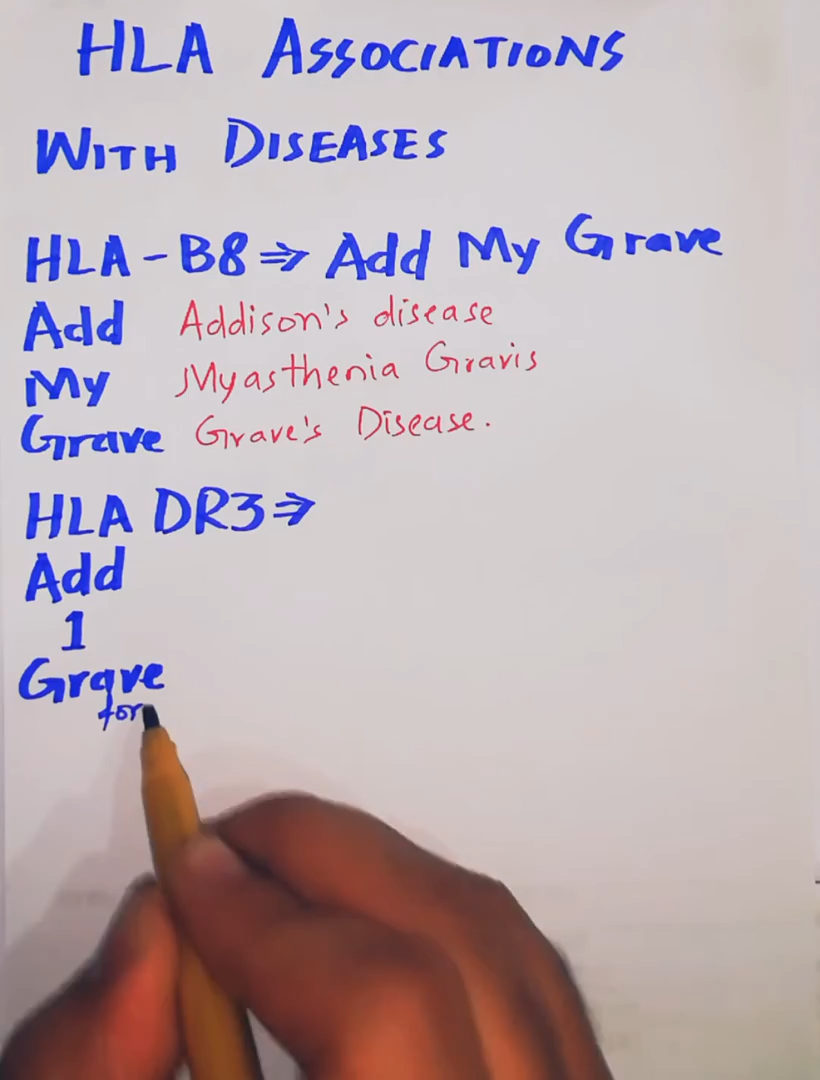 HLA ASSOCIATIONS
WITH DISEASES
HLA-B8⇒ Add My Grave
Add Addison's disease
My Myasthenia Gravis
Grave Grave's Disease.
HLA DR3⇒
Add
1
Grave
for